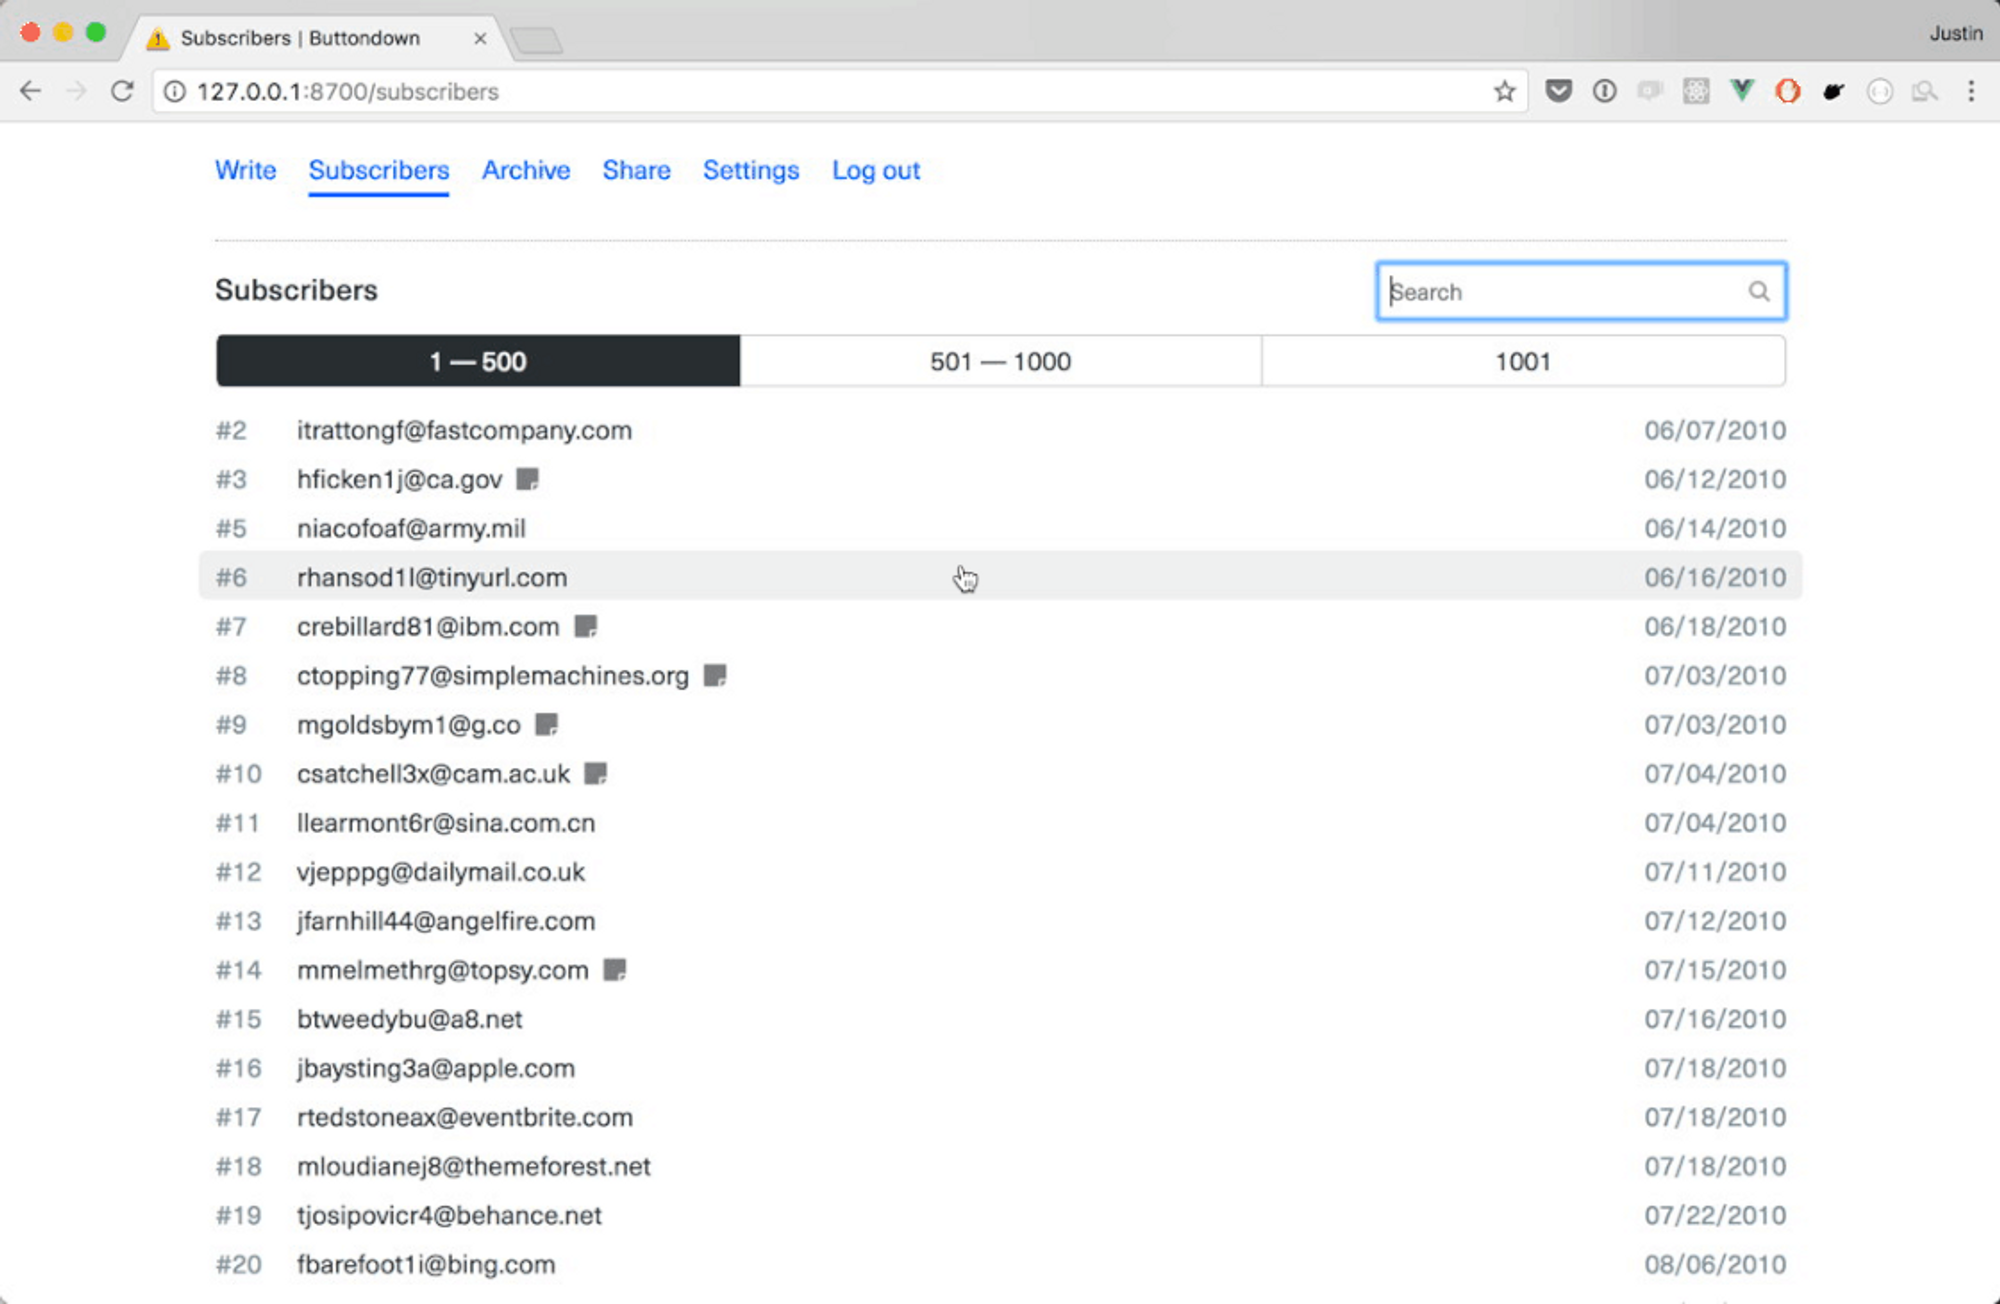 Subscribers | Buttondown
Justin
127.0.0.1:8700/subscribers
Write Subscribers Archive Share Settings Log out
Subscribers
Search
1 — 500 501 — 1000 1001
#2 itrattongf@fastcompany.com 06/07/2010
#3 hficken1j@ca.gov 06/12/2010
#5 niacofoaf@army.mil 06/14/2010
#6 rhansod1l@tinyurl.com 06/16/2010
#7 crebillard81@ibm.com 06/18/2010
#8 ctopping77@simplemachines.org 07/03/2010
#9 mgoldsbym1@g.co 07/03/2010
#10 csatchell3x@cam.ac.uk 07/04/2010
#11 llearmont6r@sina.com.cn 07/04/2010
#12 vjepppg@dailymail.co.uk 07/11/2010
#13 jfarnhill44@angelfire.com 07/12/2010
#14 mmelmethrg@topsy.com 07/15/2010
#15 btweedybu@a8.net 07/16/2010
#16 jbaysting3a@apple.com 07/18/2010
#17 rtedstoneax@eventbrite.com 07/18/2010
#18 mloudianej8@themeforest.net 07/18/2010
#19 tjosipovicr4@behance.net 07/22/2010
#20 fbarefoot1i@bing.com 08/06/2010